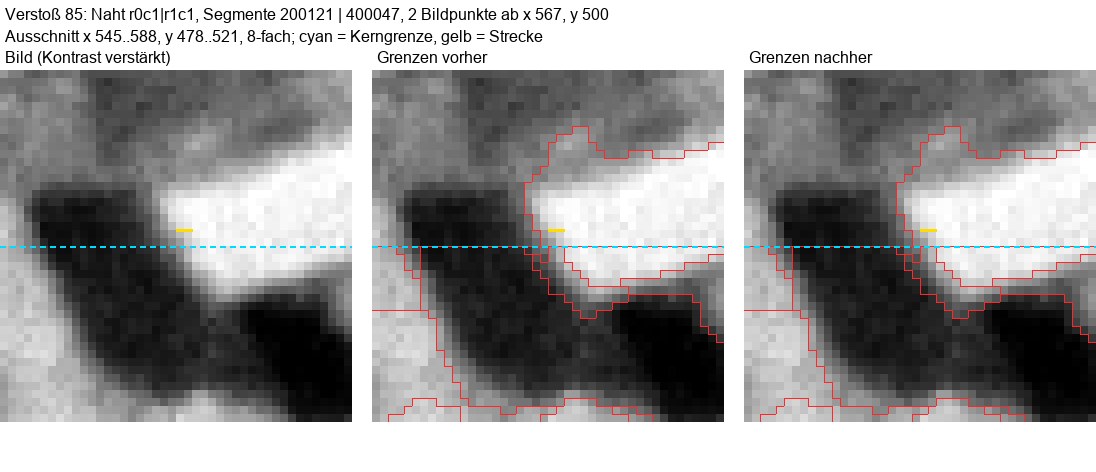 Verstoß 85: Naht r0c1|r1c1, Segmente 200121 | 400047, 2 Bildpunkte ab x 567, y 500
Ausschnitt x 545..588, y 478..521, 8-fach; cyan = Kerngrenze, gelb = Strecke
Bild (Kontrast verstärkt)
Grenzen vorher
Grenzen nachher